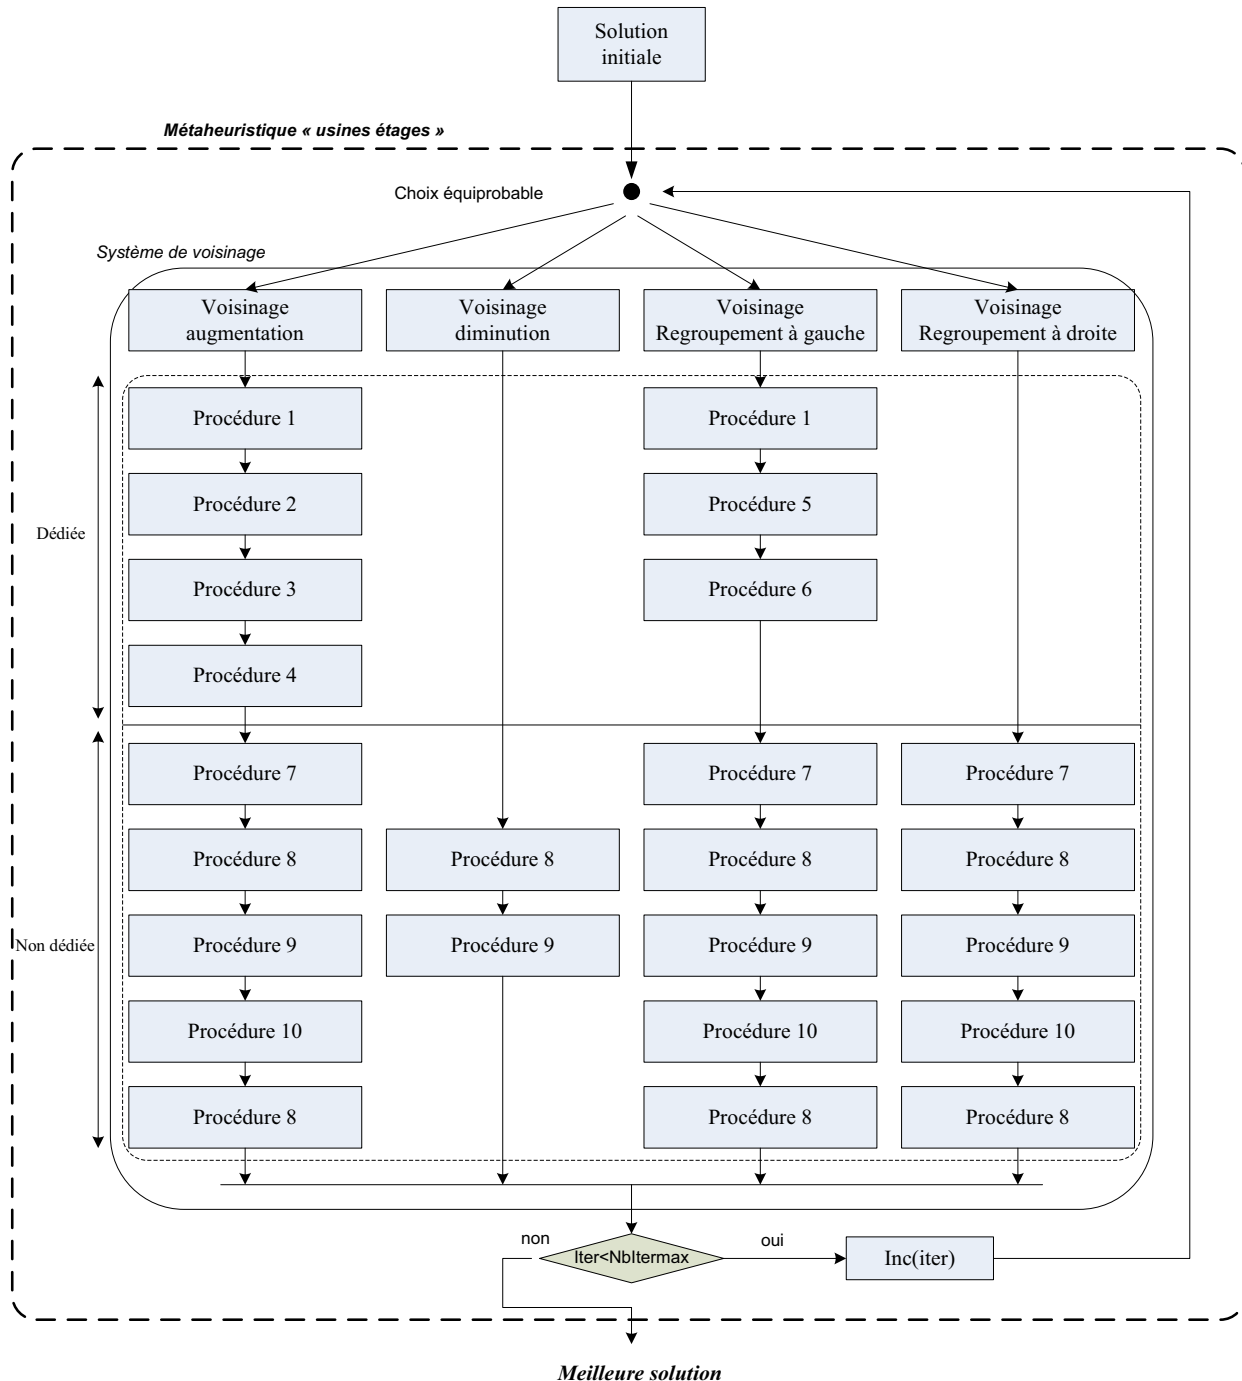 Solution
initiale
Métaheuristique « usines étages »
Choix équiprobable
Système de voisinage
Voisinage
augmentation
Voisinage
diminution
Voisinage
Regroupement à gauche
Voisinage
Regroupement à droite
Procédure 1
Procédure 1
Procédure 2
Procédure 5
Dédiée
Procédure 3
Procédure 6
Procédure 4
Procédure 7
Procédure 7
Procédure 7
Procédure 8
Procédure 8
Procédure 8
Procédure 8
Non dédiée
Procédure 9
Procédure 9
Procédure 9
Procédure 9
Procédure 10
Procédure 10
Procédure 10
Procédure 8
Procédure 8
Procédure 8
non
Iter<NbItermax
oui
Inc(iter)
Meilleure solution